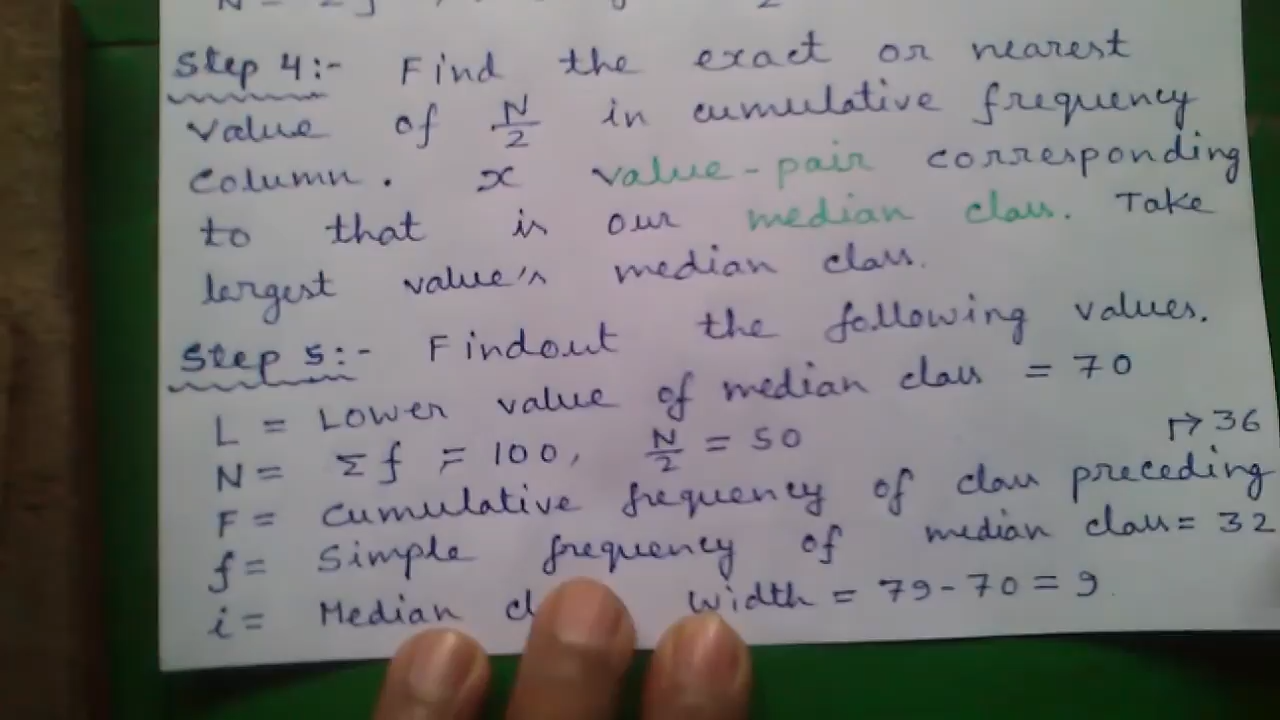 Step 4:- Find the exact or nearest
value of N/2 in cumulative frequency
column. x value-pair corresponding
to that is our median class. Take
largest value's median class.
Step 5:- Findout the following values.
L = Lower value of median class = 70
N = Σf = 100, N/2 = 50
F = cumulative frequency of class preceding ↱36
f = Simple frequency of median class = 32
i = Median width = 79-70 = 9